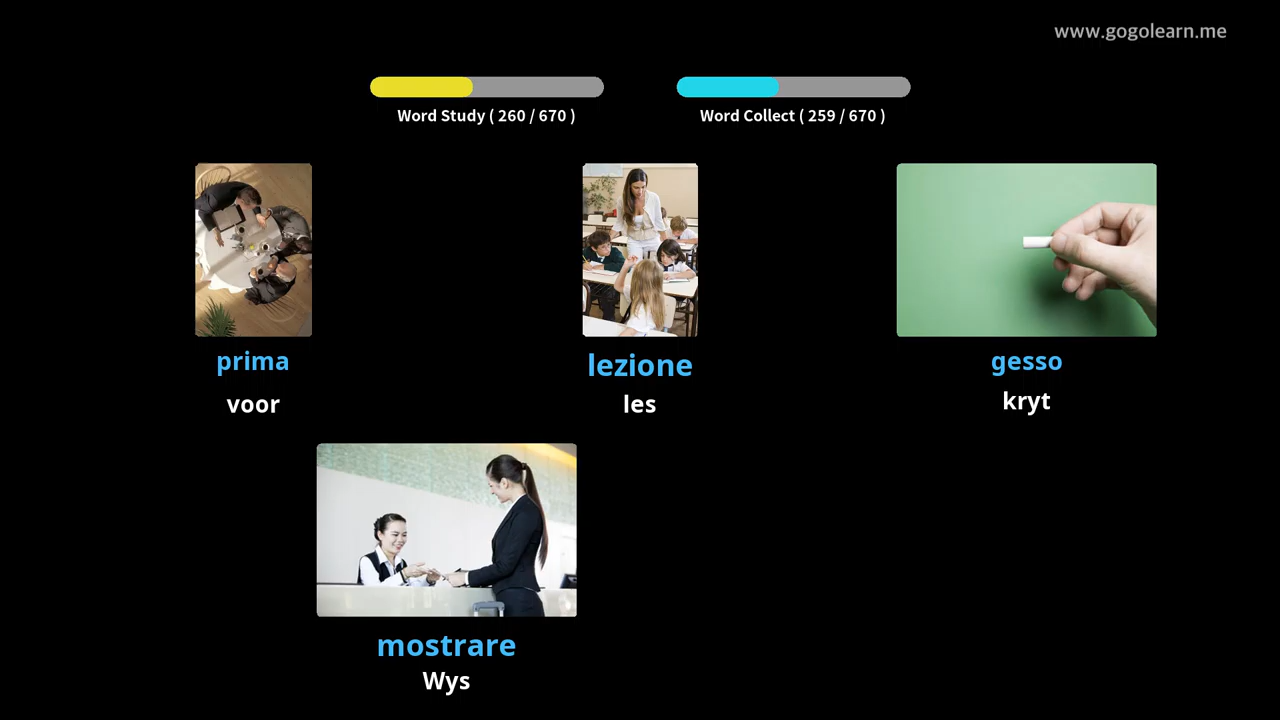 www.gogolearn.me
Word Study ( 260 / 670 )
Word Collect ( 259 / 670 )
prima
voor
lezione
les
gesso
kryt
mostrare
Wys